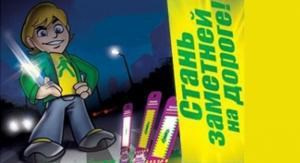 Стань
заметней
на дороге!